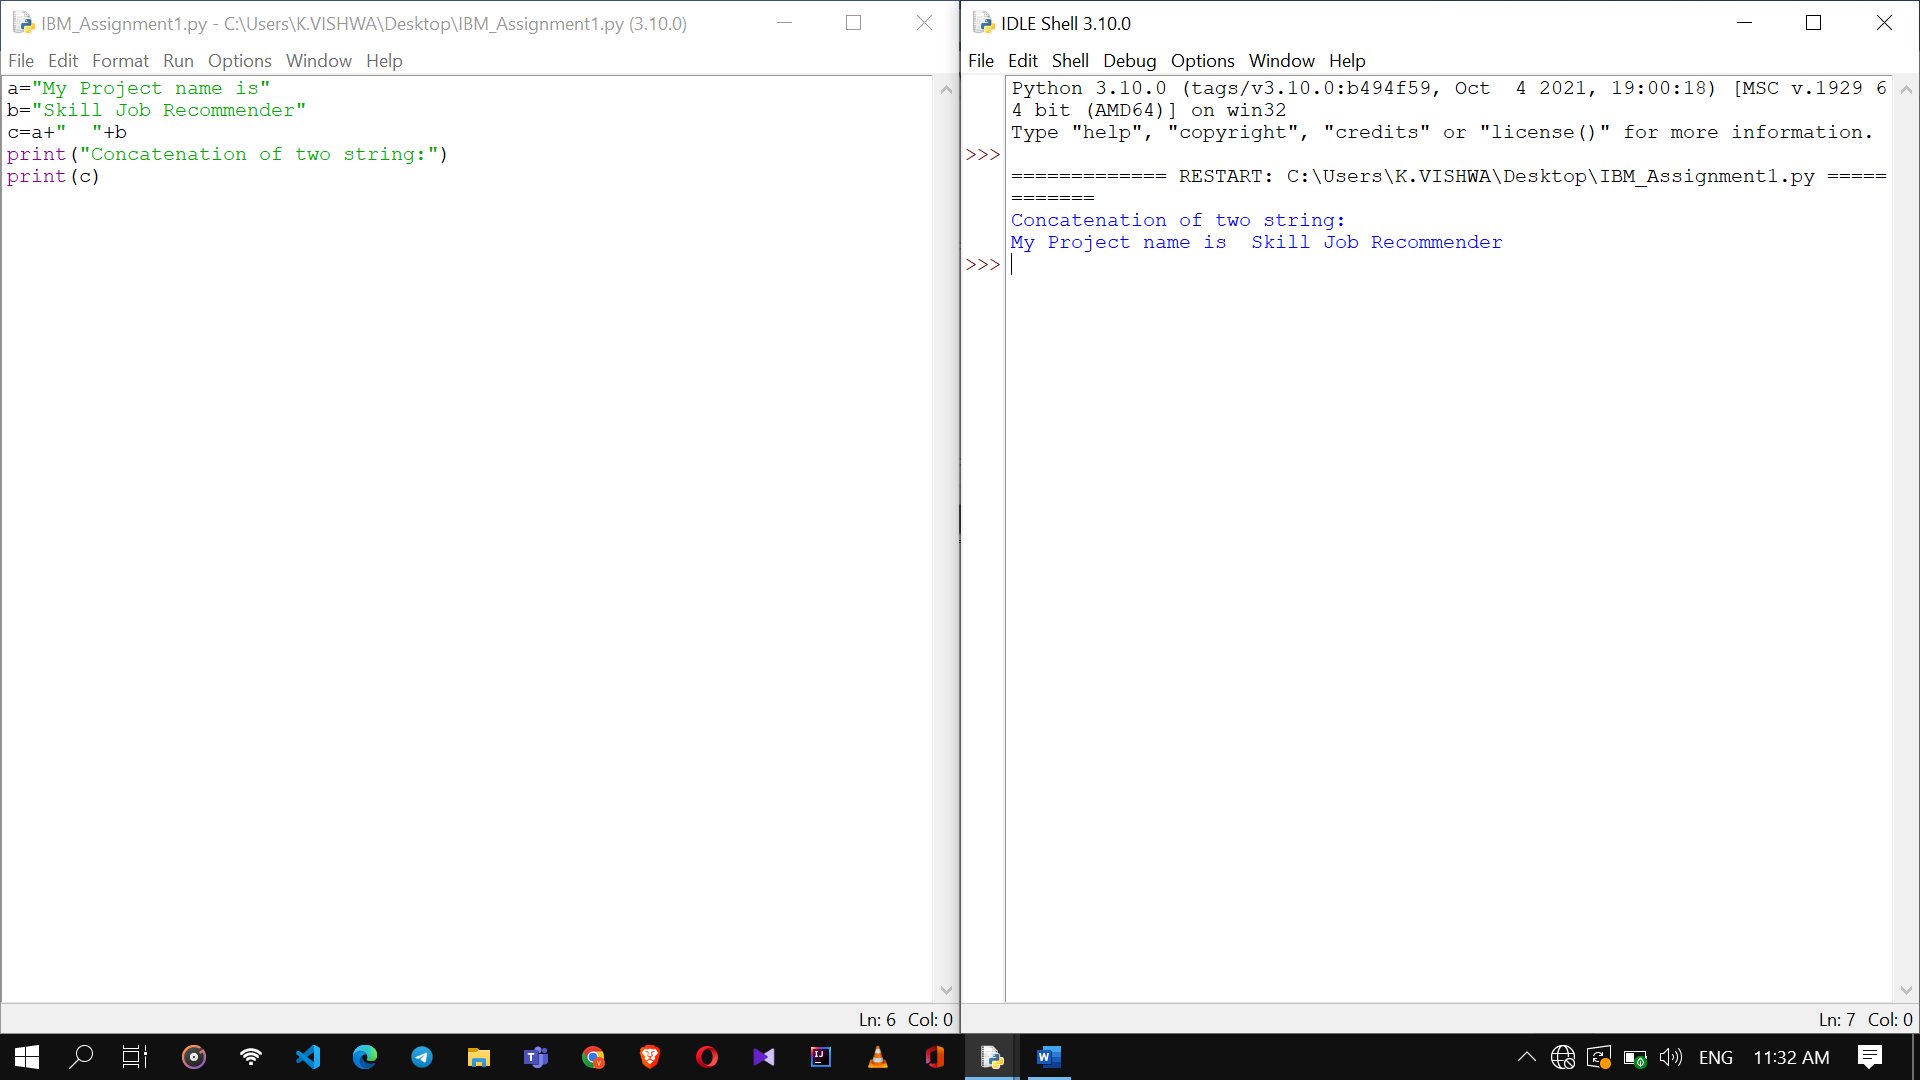 IBM_Assignment1.py - C:\Users\K.VISHWA\Desktop\IBM_Assignment1.py (3.10.0)
File Edit Format Run Options Window Help
a="My Project name is"
b="Skill Job Recommender"
c=a+"  "+b
print("Concatenation of two string:")
print(c)
Ln: 6 Col: 0
IDLE Shell 3.10.0
File Edit Shell Debug Options Window Help
Python 3.10.0 (tags/v3.10.0:b494f59, Oct  4 2021, 19:00:18) [MSC v.1929 6
4 bit (AMD64)] on win32
Type "help", "copyright", "credits" or "license()" for more information.
>>>
============= RESTART: C:\Users\K.VISHWA\Desktop\IBM_Assignment1.py =====
=======
Concatenation of two string:
My Project name is  Skill Job Recommender
>>>
Ln: 7 Col: 0
ENG 11:32 AM